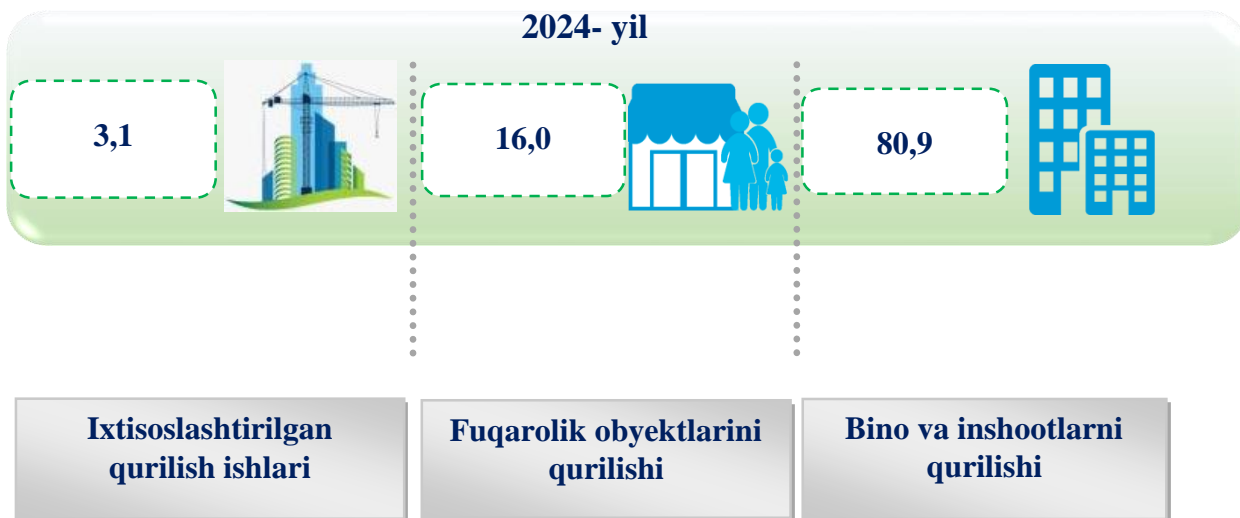 2024- yil
3,1
16,0
80,9
Ixtisoslashtirilgan
qurilish ishlari
Fuqarolik obyektlarini
qurilishi
Bino va inshootlarni
qurilishi